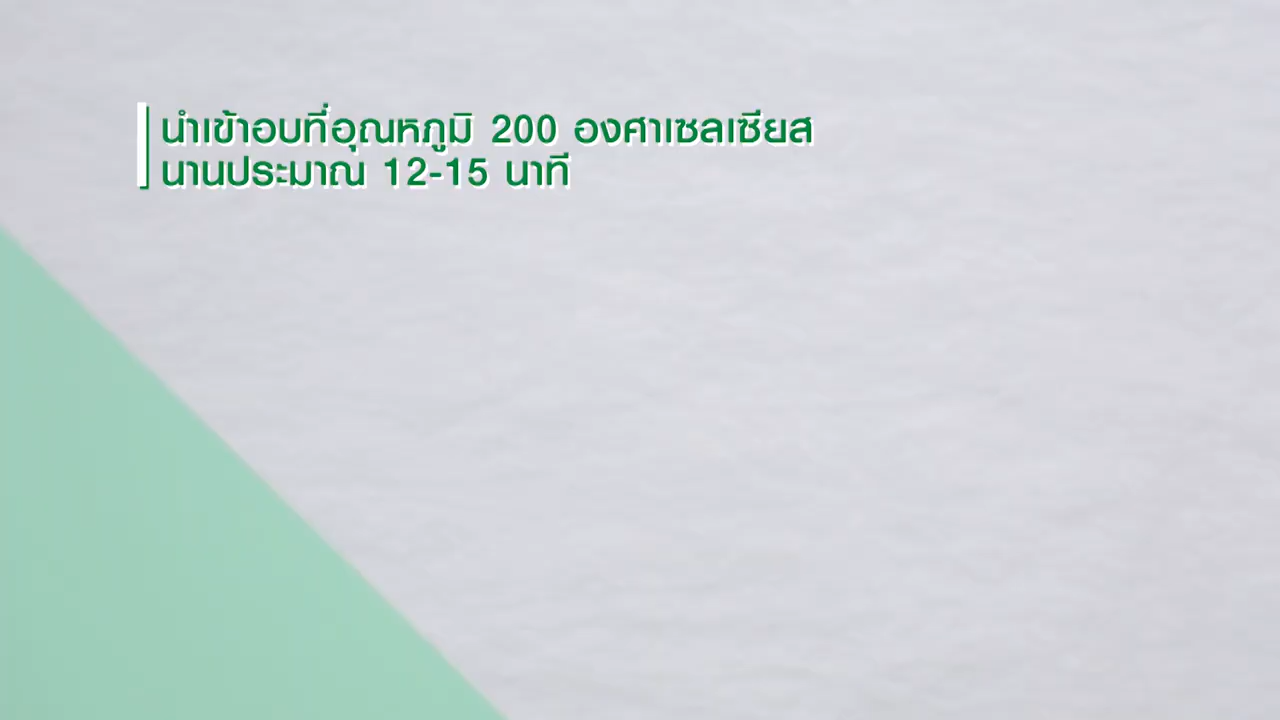 นำเข้าอบที่อุณหภูมิ 200 องศาเซลเซียส
นานประมาณ 12-15 นาที